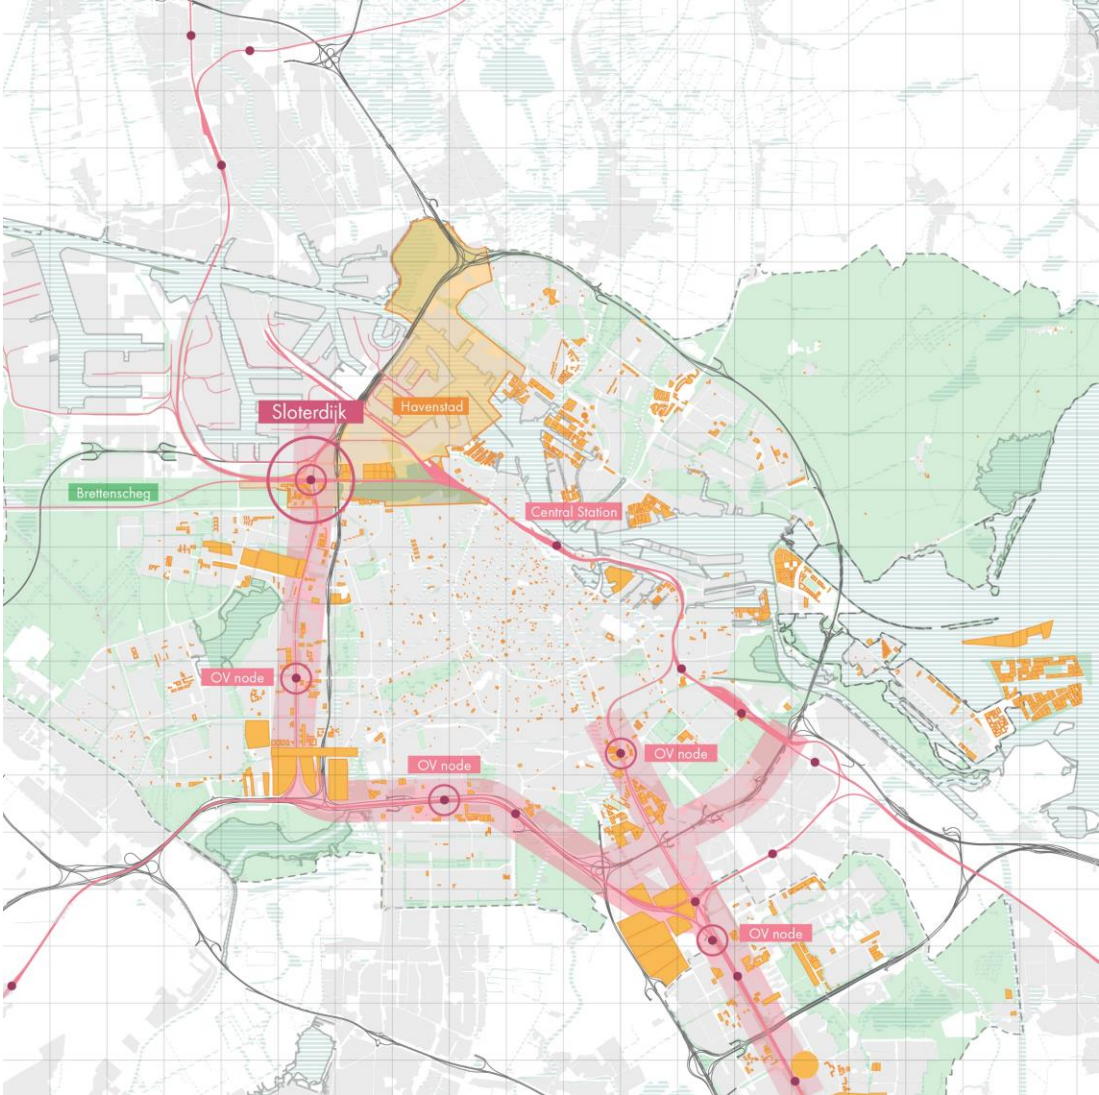 Sloterdijk
Havenstad
Brettenscheg
Central Station
OV node
OV node
OV node
OV node